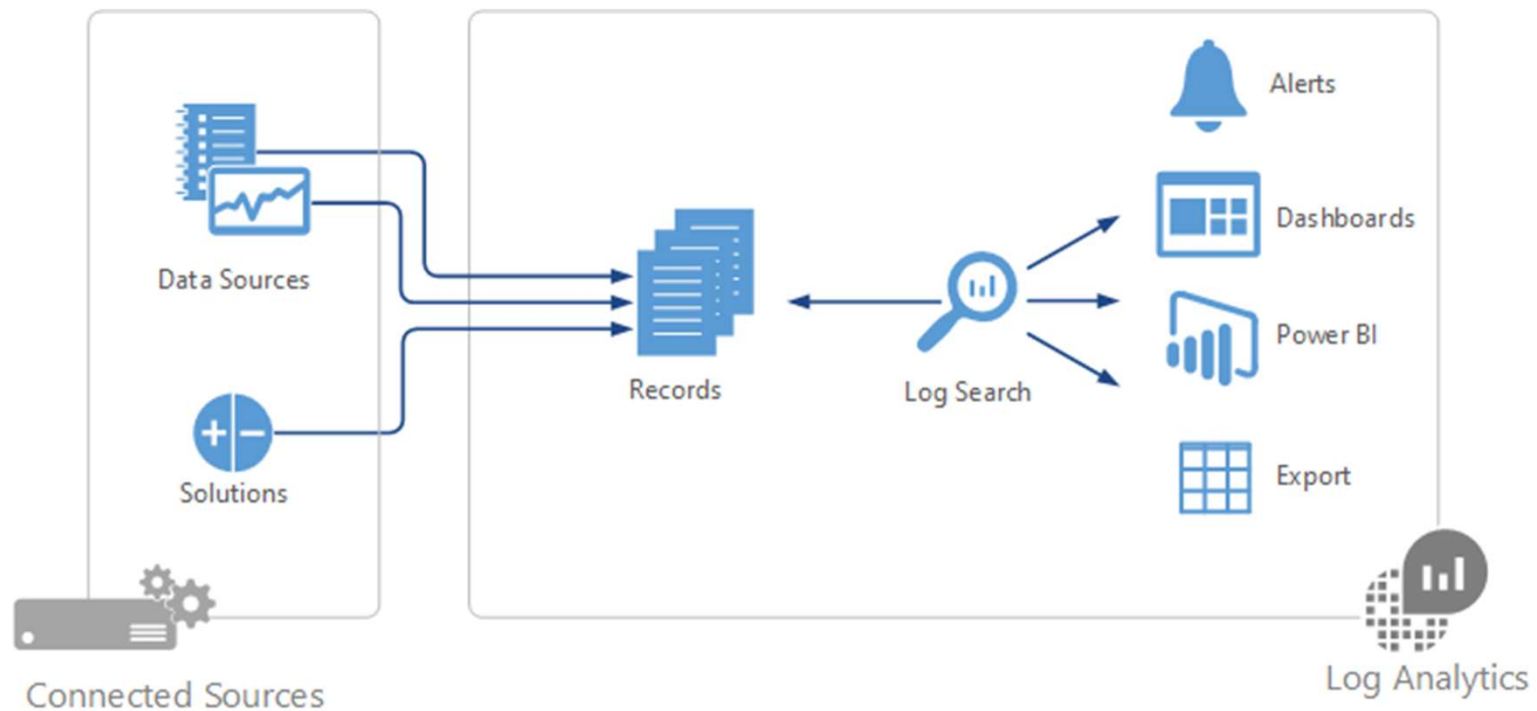 Alerts
Dashboards
Data Sources
Power BI
Records
Log Search
Export
Solutions
Connected Sources
Log Analytics